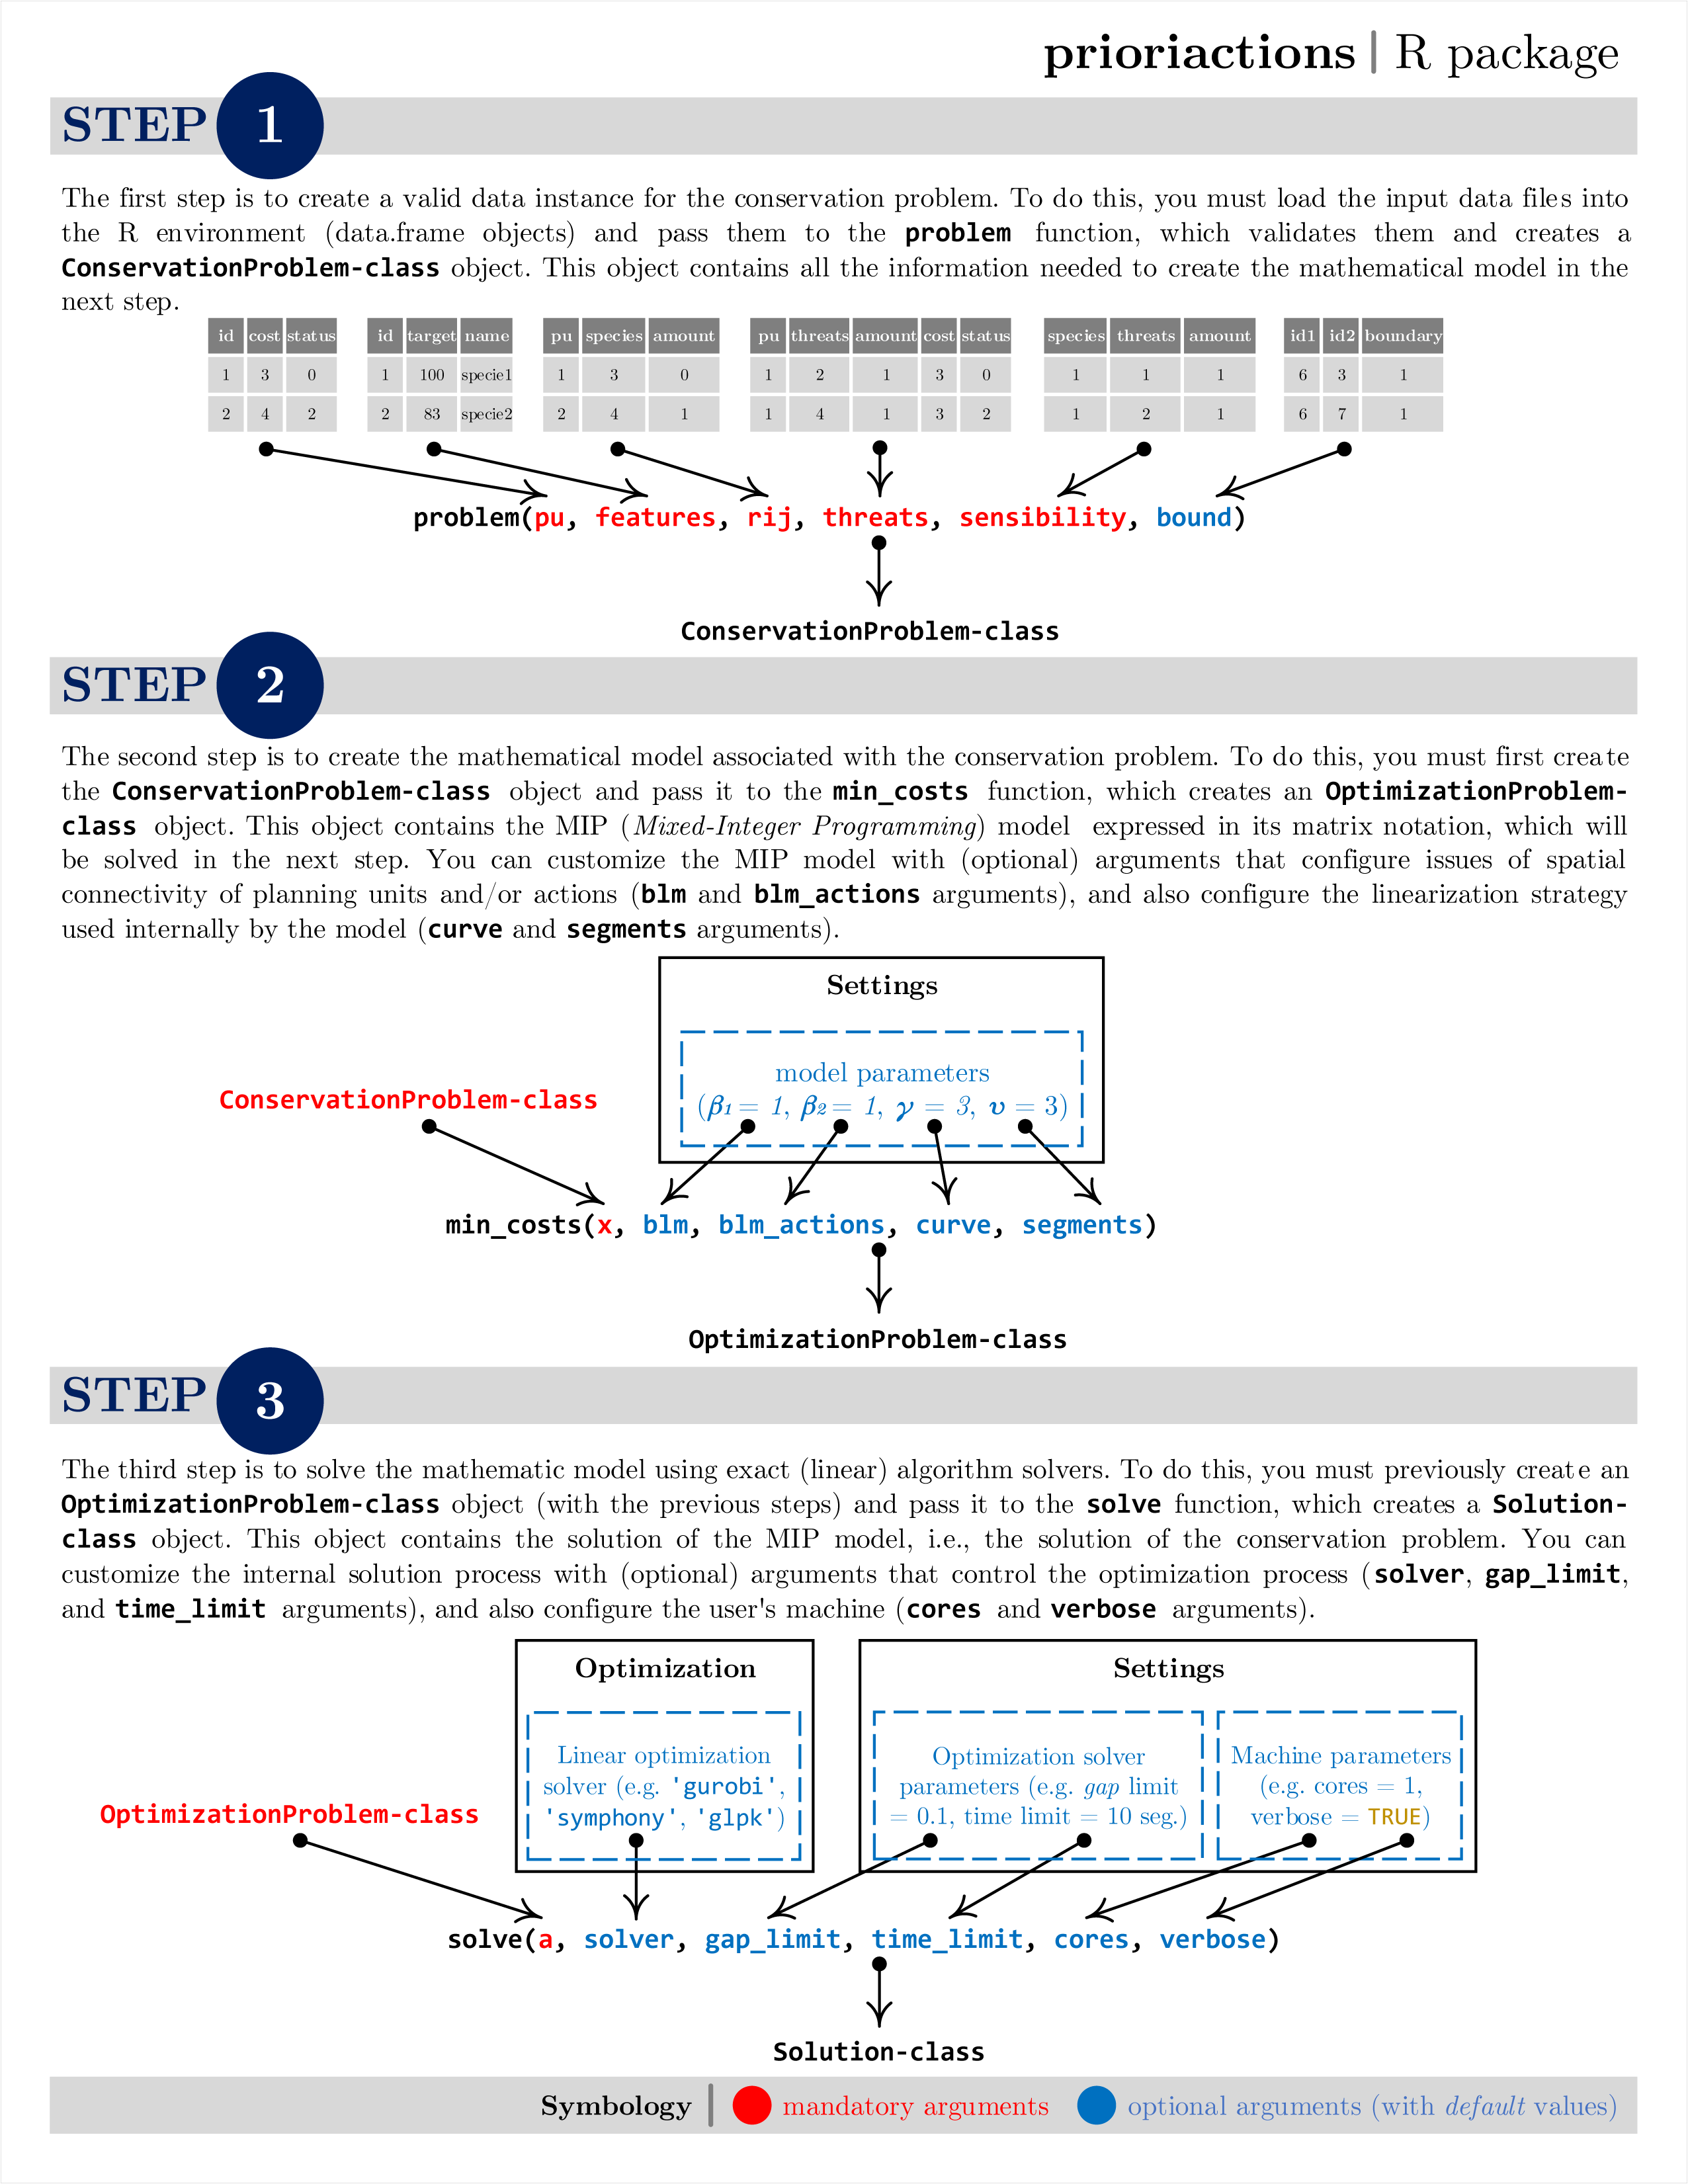 prioriactions | R package
STEP 1
The first step is to create a valid data instance for the conservation problem. To do this, you must load the input data files into
the R environment (data.frame objects) and pass them to the problem function, which validates them and creates a
ConservationProblem-class object. This object contains all the information needed to create the mathematical model in the
next step.
id cost status id target name pu species amount pu threats amount cost status species threats amount id1 id2 boundary
1 3 0 1 100 specie1 1 3 0 1 2 1 3 0 1 1 1 6 3 1
2 4 2 2 83 specie2 2 4 1 1 4 1 3 2 1 2 1 6 7 1
problem(pu, features, rij, threats, sensibility, bound)
ConservationProblem-class
STEP 2
The second step is to create the mathematical model associated with the conservation problem. To do this, you must first create
the ConservationProblem-class object and pass it to the min_costs function, which creates an OptimizationProblem-
class object. This object contains the MIP (Mixed-Integer Programming) model expressed in its matrix notation, which will
be solved in the next step. You can customize the MIP model with (optional) arguments that configure issues of spatial
connectivity of planning units and/or actions (blm and blm_actions arguments), and also configure the linearization strategy
used internally by the model (curve and segments arguments).
Settings
model parameters
(β1 = 1, β2 = 1, γ = 3, υ = 3)
ConservationProblem-class
min_costs(x, blm, blm_actions, curve, segments)
OptimizationProblem-class
STEP 3
The third step is to solve the mathematic model using exact (linear) algorithm solvers. To do this, you must previously create an
OptimizationProblem-class object (with the previous steps) and pass it to the solve function, which creates a Solution-
class object. This object contains the solution of the MIP model, i.e., the solution of the conservation problem. You can
customize the internal solution process with (optional) arguments that control the optimization process (solver, gap_limit,
and time_limit arguments), and also configure the user's machine (cores and verbose arguments).
Optimization
Linear optimization
solver (e.g. 'gurobi',
'symphony', 'glpk')
Settings
Optimization solver
parameters (e.g. gap limit
= 0.1, time limit = 10 seg.)
Machine parameters
(e.g. cores = 1,
verbose = TRUE)
OptimizationProblem-class
solve(a, solver, gap_limit, time_limit, cores, verbose)
Solution-class
Symbology | mandatory arguments optional arguments (with default values)